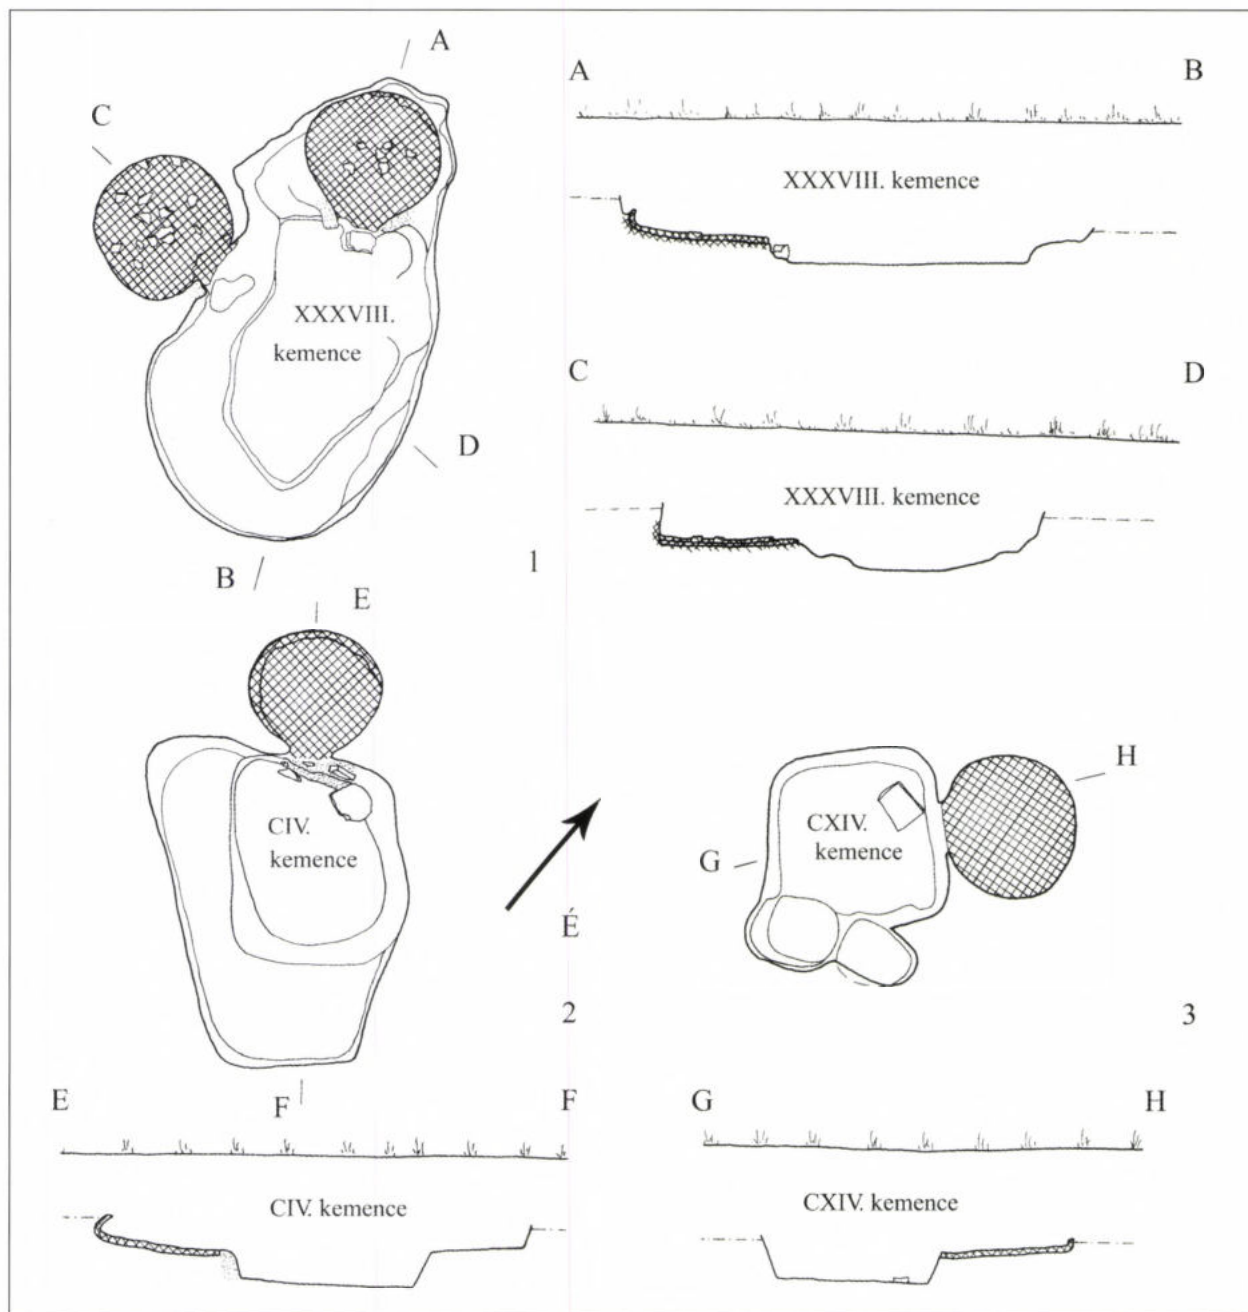 A
C
XXXVIII.
kemence
D
B
1
A
B
XXXVIII. kemence
C
D
XXXVIII. kemence
E
CIV.
kemence
É
2
F
H
CXIV.
kemence
G
3
E
F
CIV. kemence
G
H
CXIV. kemence